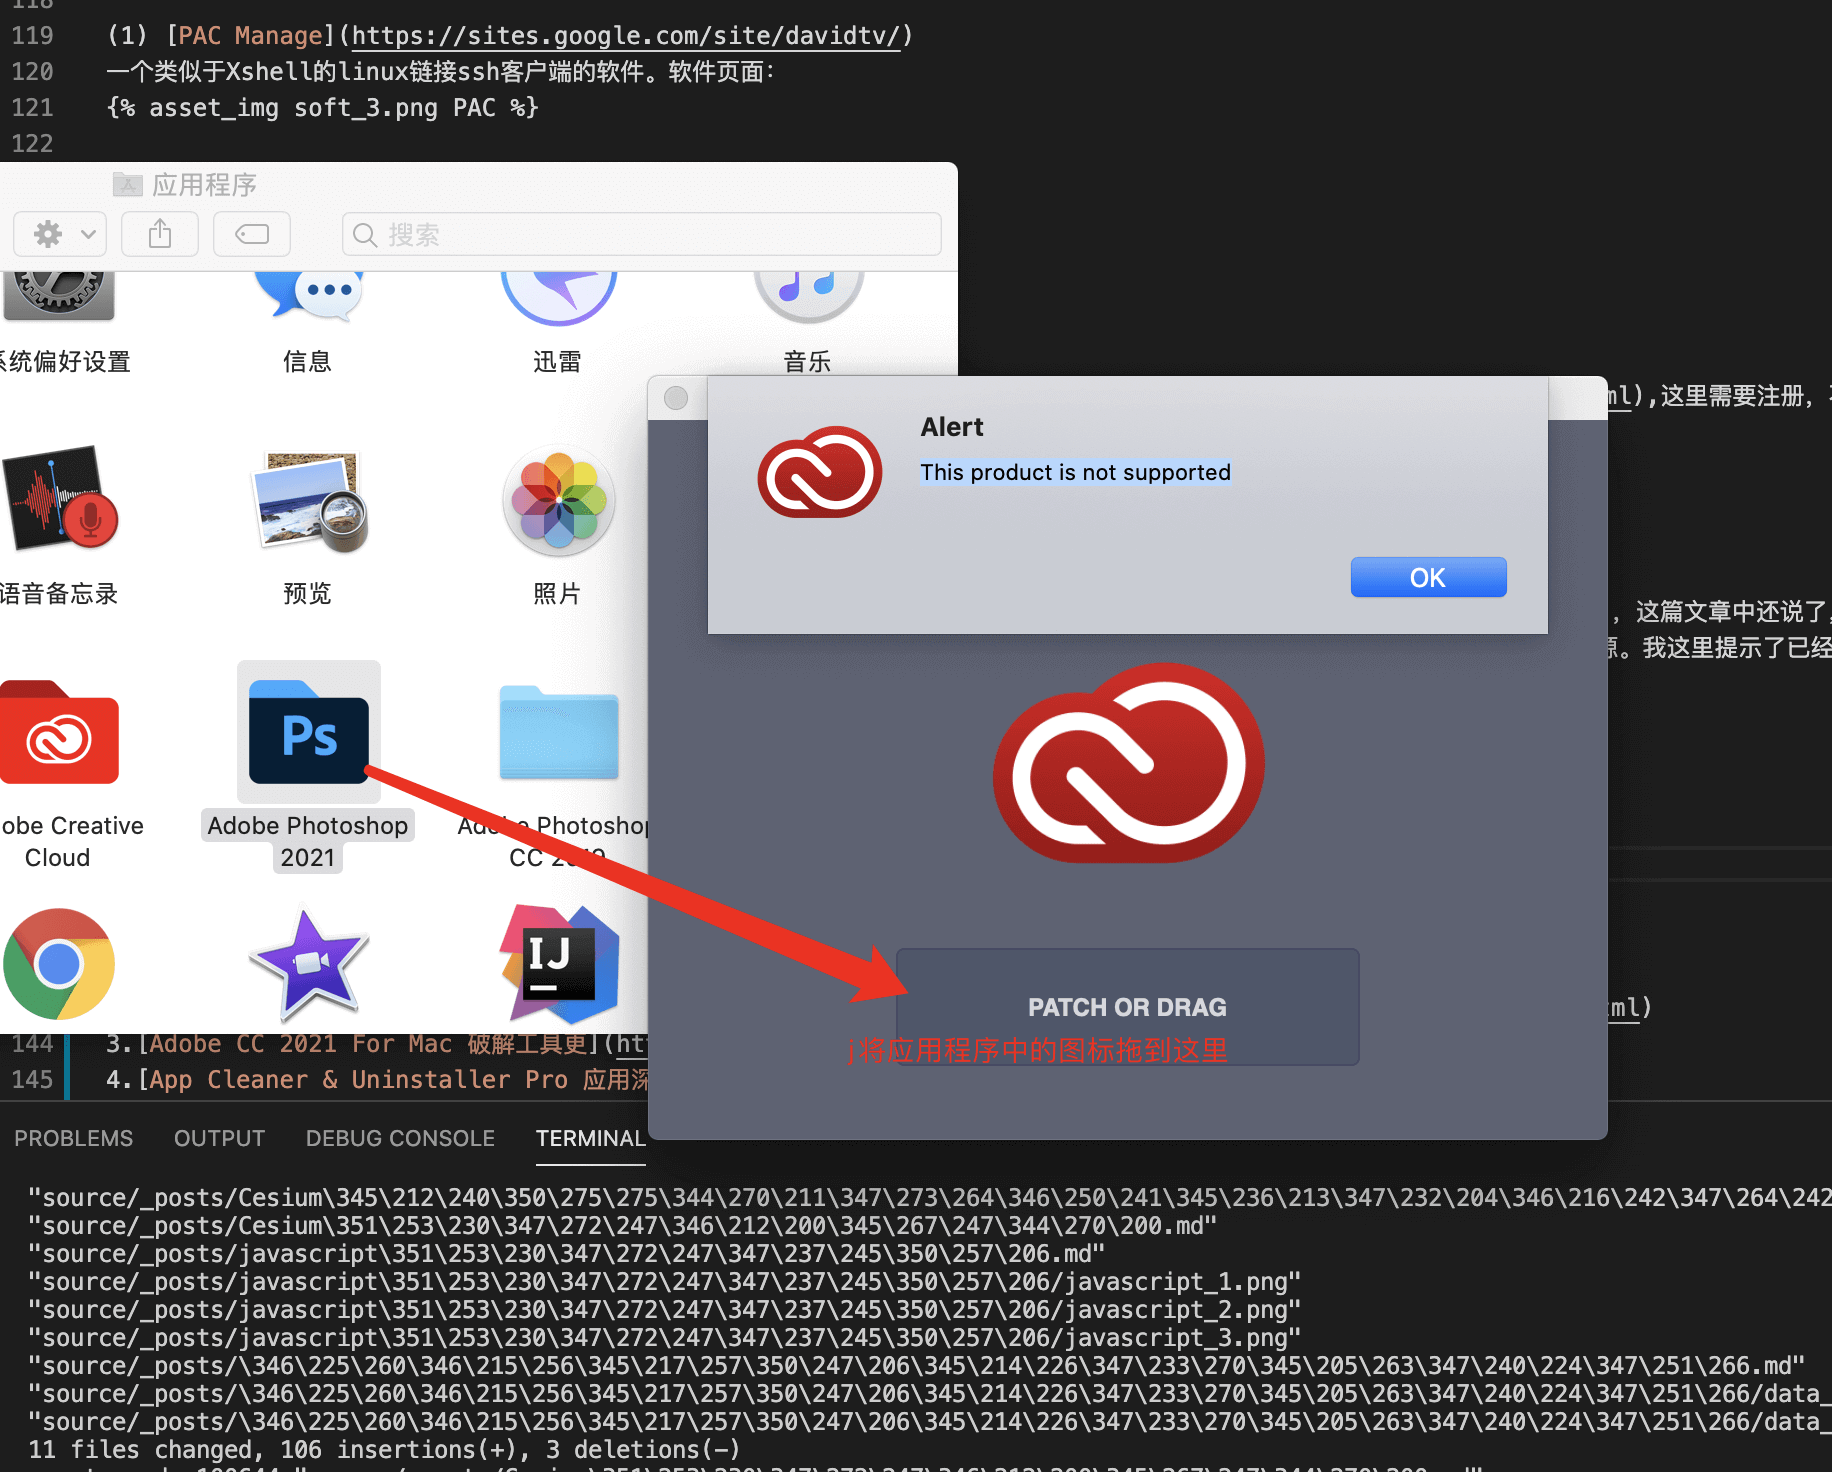 118
119 (1) [PAC Manage](https://sites.google.com/site/davidtv/)
120 一个类似于Xshell的linux链接ssh客户端的软件。软件页面：
121 {% asset_img soft_3.png PAC %}
122
应用程序
搜索
系统偏好设置
信息
迅雷
音乐
ml),这里需要注册，
Alert
This product is not supported
OK
语音备忘录
预览
照片
，这篇文章中还说了，
源。我这里提示了已经
Ps
obe Creative
Cloud
Adobe Photoshop
2021
Adobe Photoshop
CC 2019
IJ
PATCH OR DRAG
j将应用程序中的图标拖到这里
ml)
144 3.[Adobe CC 2021 For Mac 破解工具更](ht
145 4.[App Cleaner & Uninstaller Pro 应用深
PROBLEMS OUTPUT DEBUG CONSOLE TERMINAL
"source/_posts/Cesium\345\212\240\350\275\275\344\270\211\347\273\264\346\250\241\345\236\213\347\232\204\346\216\242\347\264\242
"source/_posts/Cesium\351\253\230\347\272\247\346\212\200\345\267\247\344\270\200.md"
"source/_posts/javascript\351\253\230\347\272\247\347\237\245\350\257\206.md"
"source/_posts/javascript\351\253\230\347\272\247\347\237\245\350\257\206/javascript_1.png"
"source/_posts/javascript\351\253\230\347\272\247\347\237\245\350\257\206/javascript_2.png"
"source/_posts/javascript\351\253\230\347\272\247\347\237\245\350\257\206/javascript_3.png"
"source/_posts/\346\225\260\346\215\256\345\217\257\350\247\206\345\214\226\347\233\270\345\205\263\347\240\224\347\251\266.md"
"source/_posts/\346\225\260\346\215\256\345\217\257\350\247\206\345\214\226\347\233\270\345\205\263\347\240\224\347\251\266/data_
"source/_posts/\346\225\260\346\215\256\345\217\257\350\247\206\345\214\226\347\233\270\345\205\263\347\240\224\347\251\266/data_
11 files changed, 106 insertions(+), 3 deletions(-)